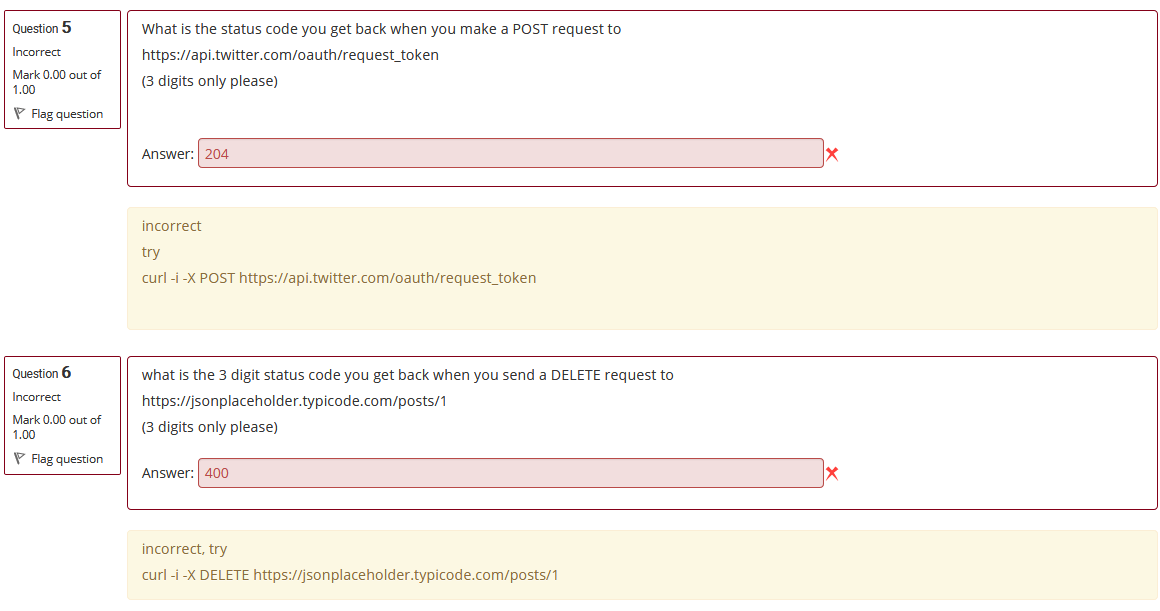 Question 5
Incorrect
Mark 0.00 out of
1.00
Flag question
What is the status code you get back when you make a POST request to
https://api.twitter.com/oauth/request_token
(3 digits only please)
Answer: 204
incorrect
try
curl -i -X POST https://api.twitter.com/oauth/request_token
Question 6
Incorrect
Mark 0.00 out of
1.00
Flag question
what is the 3 digit status code you get back when you send a DELETE request to
https://jsonplaceholder.typicode.com/posts/1
(3 digits only please)
Answer: 400
incorrect, try
curl -i -X DELETE https://jsonplaceholder.typicode.com/posts/1